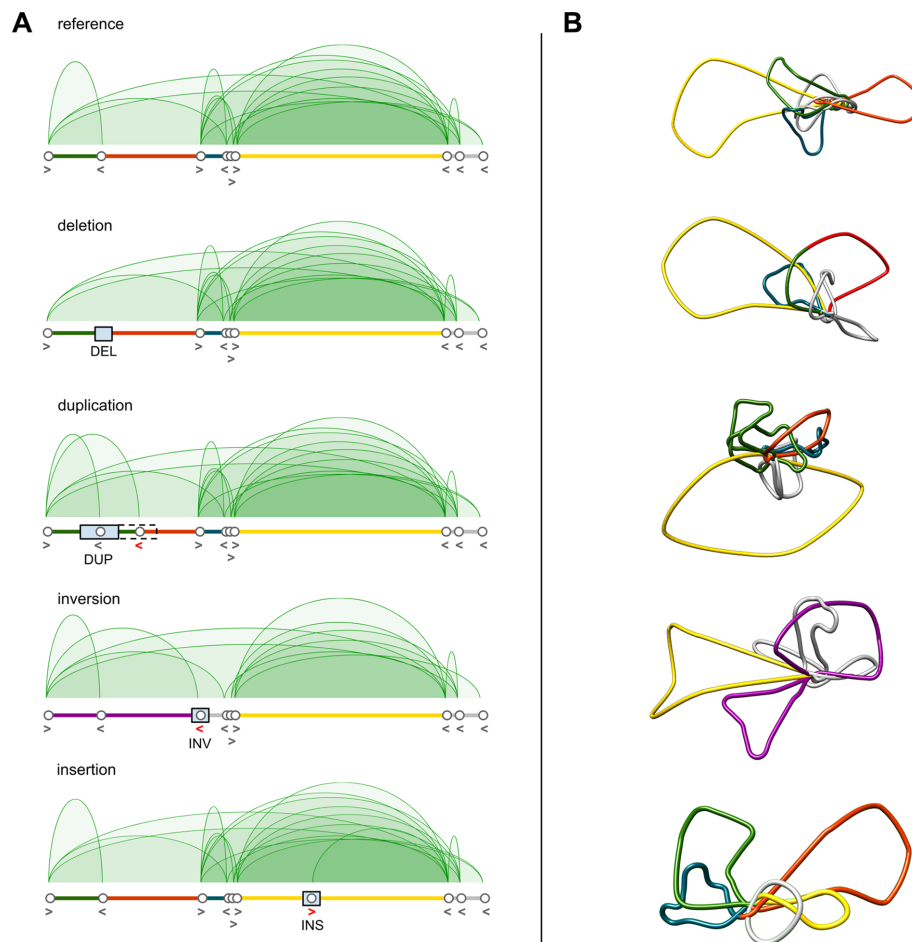 A B
reference
> < > < > < < <
deletion
> DEL > < > < < <
duplication
> < < > < > < < <
DUP
inversion
> < < < > < < <
INV
insertion
> < > < > > < < <
INS